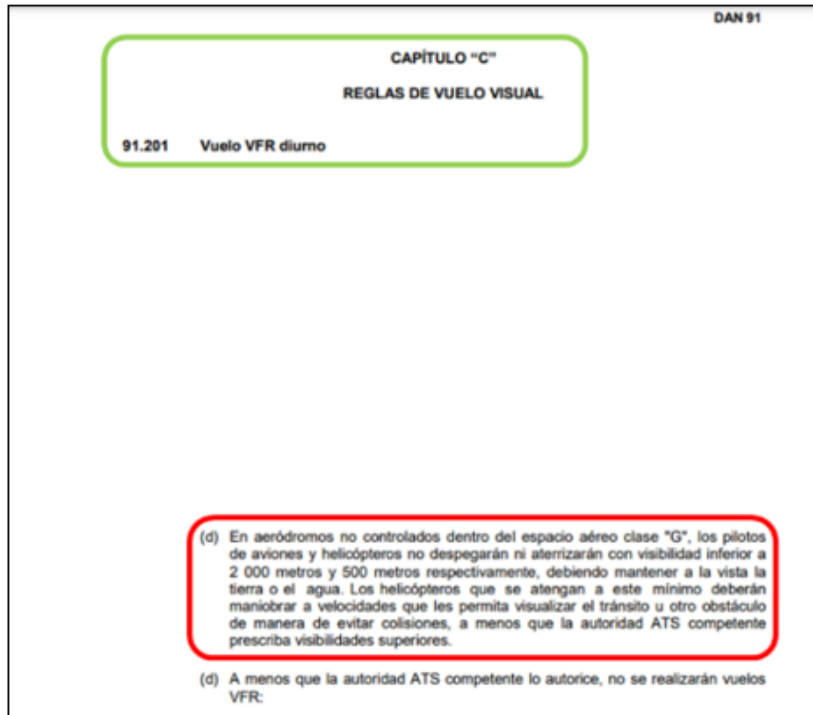 DAN 91
CAPÍTULO “C”
REGLAS DE VUELO VISUAL
91.201 Vuelo VFR diurno
(d) En aeródromos no controlados dentro del espacio aéreo clase "G", los pilotos
de aviones y helicópteros no despegarán ni aterrizarán con visibilidad inferior a
2 000 metros y 500 metros respectivamente, debiendo mantener a la vista la
tierra o el agua. Los helicópteros que se atengan a este mínimo deberán
maniobrar a velocidades que les permita visualizar el tránsito u otro obstáculo
de manera de evitar colisiones, a menos que la autoridad ATS competente
prescriba visibilidades superiores.
(d) A menos que la autoridad ATS competente lo autorice, no se realizarán vuelos
VFR: